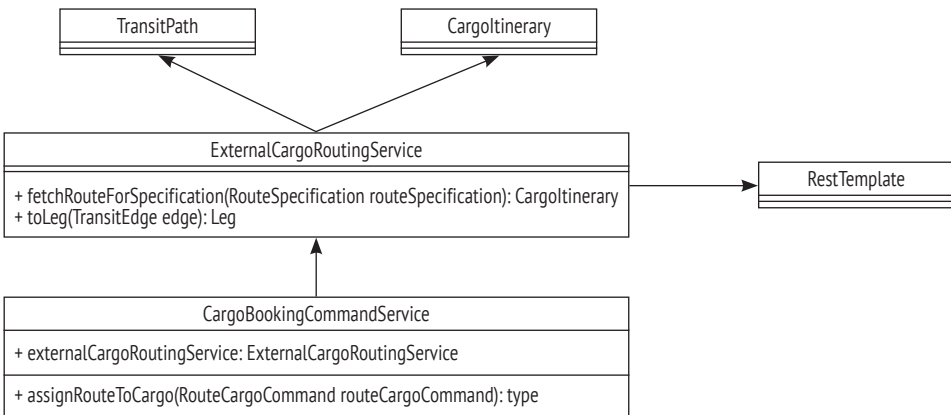 TransitPath
CargoItinerary
ExternalCargoRoutingService
+ fetchRouteForSpecification(RouteSpecification routeSpecification): CargoItinerary
+ toLeg(TransitEdge edge): Leg
RestTemplate
CargoBookingCommandService
+ externalCargoRoutingService: ExternalCargoRoutingService
+ assignRouteToCargo(RouteCargoCommand routeCargoCommand): type